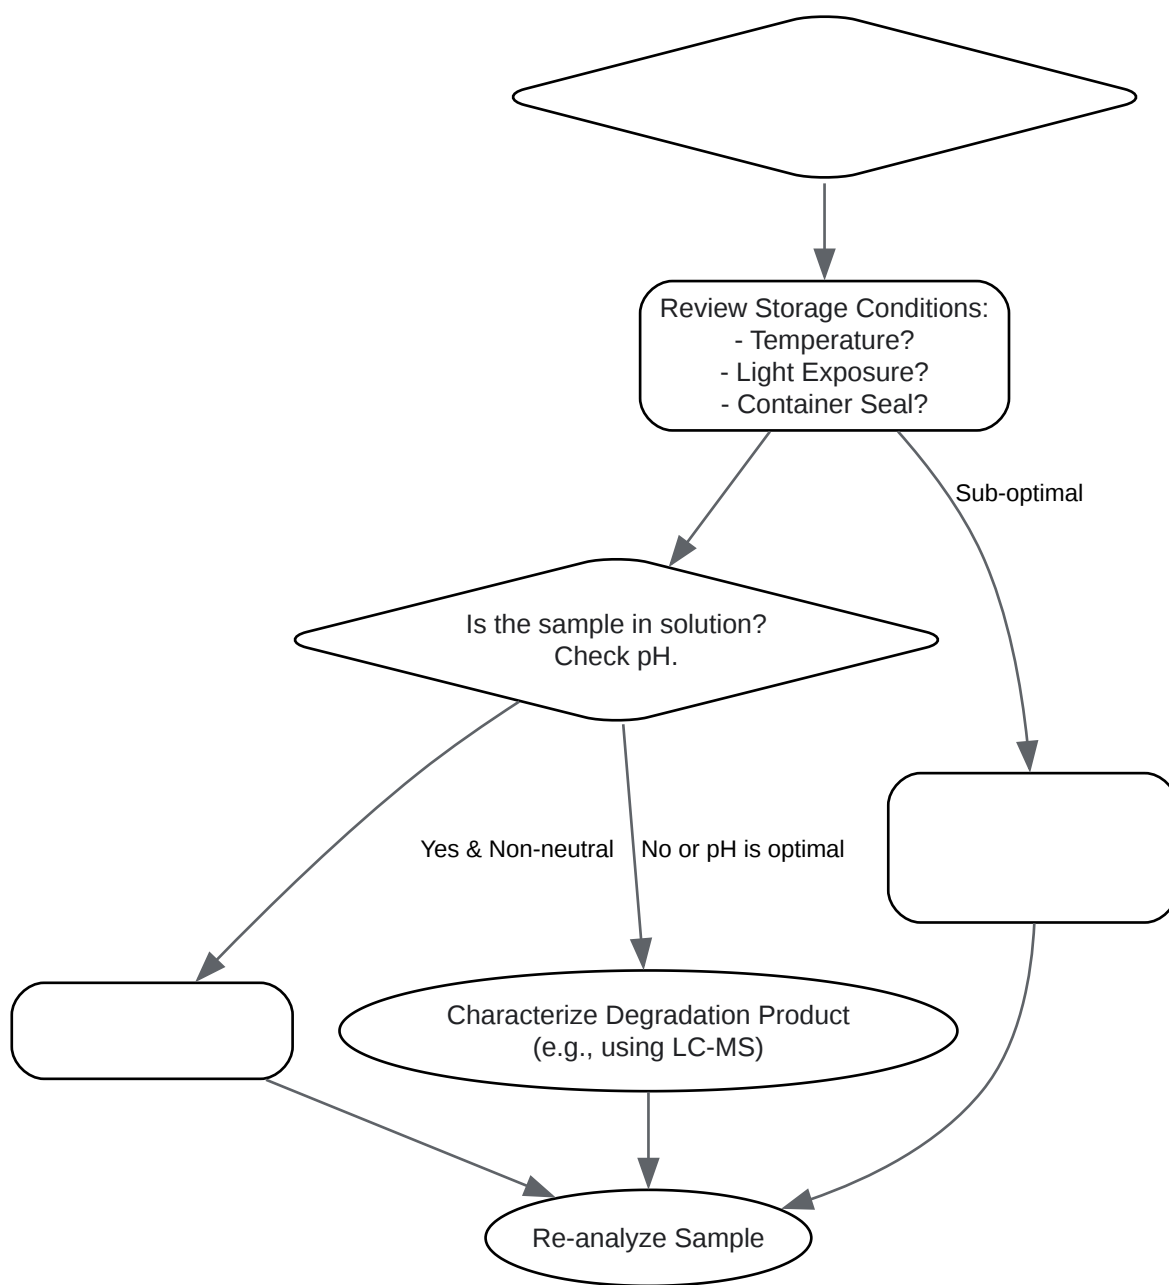 Review Storage Conditions:
- Temperature?
- Light Exposure?
- Container Seal?
Sub-optimal
Is the sample in solution?
Check pH.
Yes & Non-neutral
No or pH is optimal
Characterize Degradation Product
(e.g., using LC-MS)
Re-analyze Sample